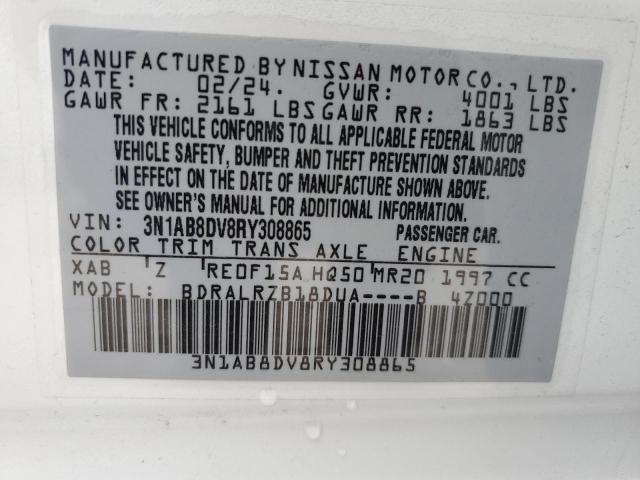 MANUFACTURED BY NISSAN MOTOR CO., LTD.
DATE: 02/24. GVWR: 4001 LBS
GAWR FR: 2161 LBS GAWR RR: 1863 LBS
THIS VEHICLE CONFORMS TO ALL APPLICABLE FEDERAL MOTOR
VEHICLE SAFETY, BUMPER AND THEFT PREVENTION STANDARDS
IN EFFECT ON THE DATE OF MANUFACTURE SHOWN ABOVE.
SEE OWNER'S MANUAL FOR ADDITIONAL INFORMATION.
VIN: 3N1AB8DV8RY308865 PASSENGER CAR.
COLOR TRIM TRANS AXLE ENGINE
XAB Z RE0F15A HQ50 MR20 1997 CC
MODEL: BDRALRZB18DUA----B 4Z000
3N1AB8DV8RY308865